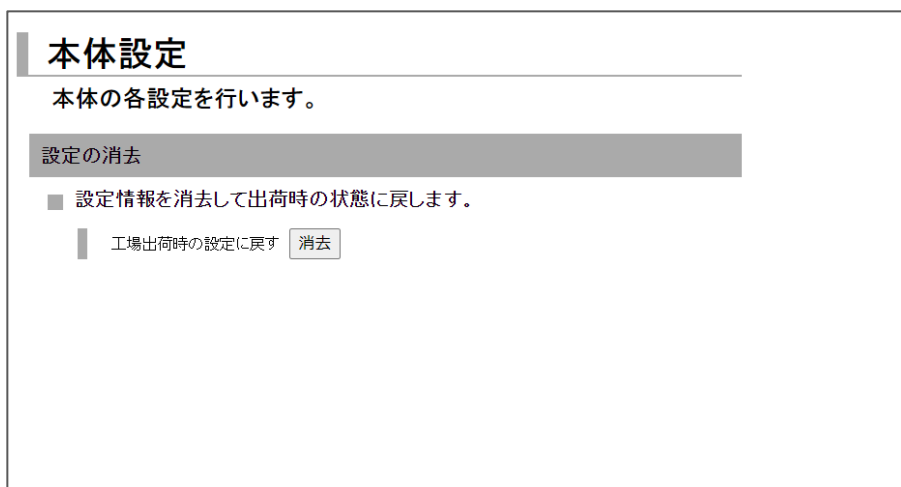 本体設定
本体の各設定を行います。
設定の消去
設定情報を消去して出荷時の状態に戻します。
工場出荷時の設定に戻す 消去